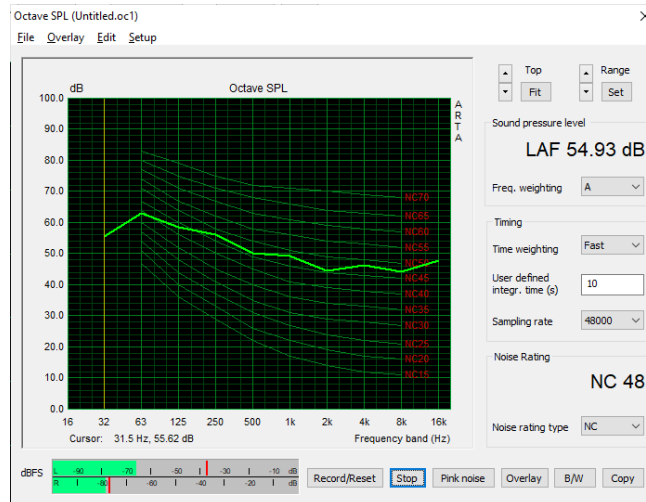 Octave SPL (Untitled.oc1)
File Overlay Edit Setup
dB Octave SPL
100.0
90.0
80.0
70.0
60.0
50.0
40.0
30.0
20.0
10.0
0.0
A
R
T
A
NC70
NC65
NC60
NC55
NC45
NC40
NC35
NC30
NC25
NC20
NC15
16 32 63 125 250 500 1k 2k 4k 8k 16k
Cursor: 31.5 Hz, 55.62 dB Frequency band (Hz)
Top Range
Fit Set
Sound pressure level
LAF 54.93 dB
Freq. weighting A
Timing
Time weighting Fast
User defined
integr. time (s) 10
Sampling rate 48000
Noise Rating
NC 48
Noise rating type NC
dBFS
L -90 -70 -50 -30 -10 dB
R -80 -60 -40 -20 dB
Record/Reset Stop Pink noise Overlay B/W Copy